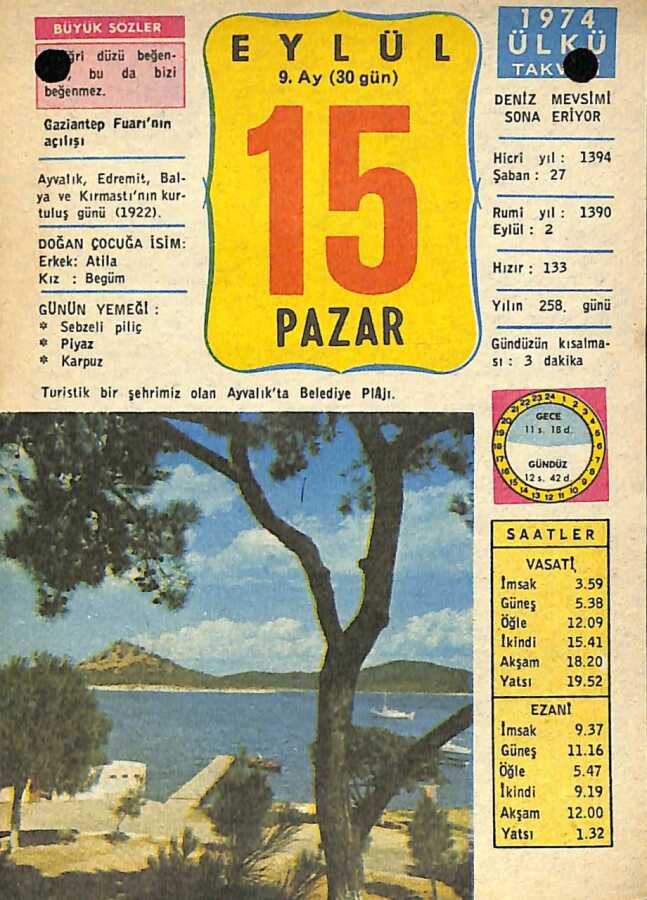 BÜYÜK SÖZLER
düzü beğen-
bu da bizi
beğenmez.
Gaziantep Fuarı'nın
açılışı
Ayvalık, Edremit, Bal-
ya ve Kırmastı'nın kur-
tuluş günü (1922).
DOĞAN ÇOCUĞA İSİM:
Erkek: Atila
Kız : Begüm
GÜNÜN YEMEĞİ :
* Sebzeli piliç
* Piyaz
* Karpuz
EYLÜL
9. Ay (30 gün)
15
PAZAR
1974
ÜLKÜ
DENİZ MEVSİMİ
SONA ERİYOR
Hicri yıl : 1394
Şaban : 27
Rumi yıl : 1390
Eylül : 2
Hızır : 133
Yılın 258. günü
Gündüzün kısalma-
sı : 3 dakika
Turistik bir şehrimiz olan Ayvalık'ta Belediye Plâjı.
GECE
11 s. 18 d.
GÜNDÜZ
12 s. 42 d.
SAATLER
VASATİ
İmsak 3.59
Güneş 5.38
Öğle 12.09
İkindi 15.41
Akşam 18.20
Yatsı 19.52
EZANİ
İmsak 9.37
Güneş 11.16
Öğle 5.47
İkindi 9.19
Akşam 12.00
Yatsı 1.32